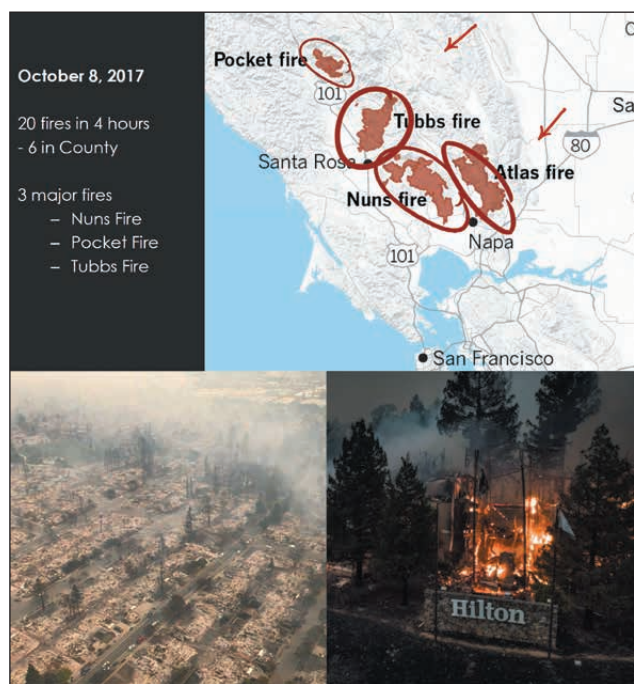 October 8, 2017
20 fires in 4 hours
- 6 in County
3 major fires
– Nuns Fire
– Pocket Fire
– Tubbs Fire
Pocket fire
101
Tubbs fire
Santa Rosa
Nuns fire
Atlas fire
80
Sa
Napa
101
San Francisco
Hilton